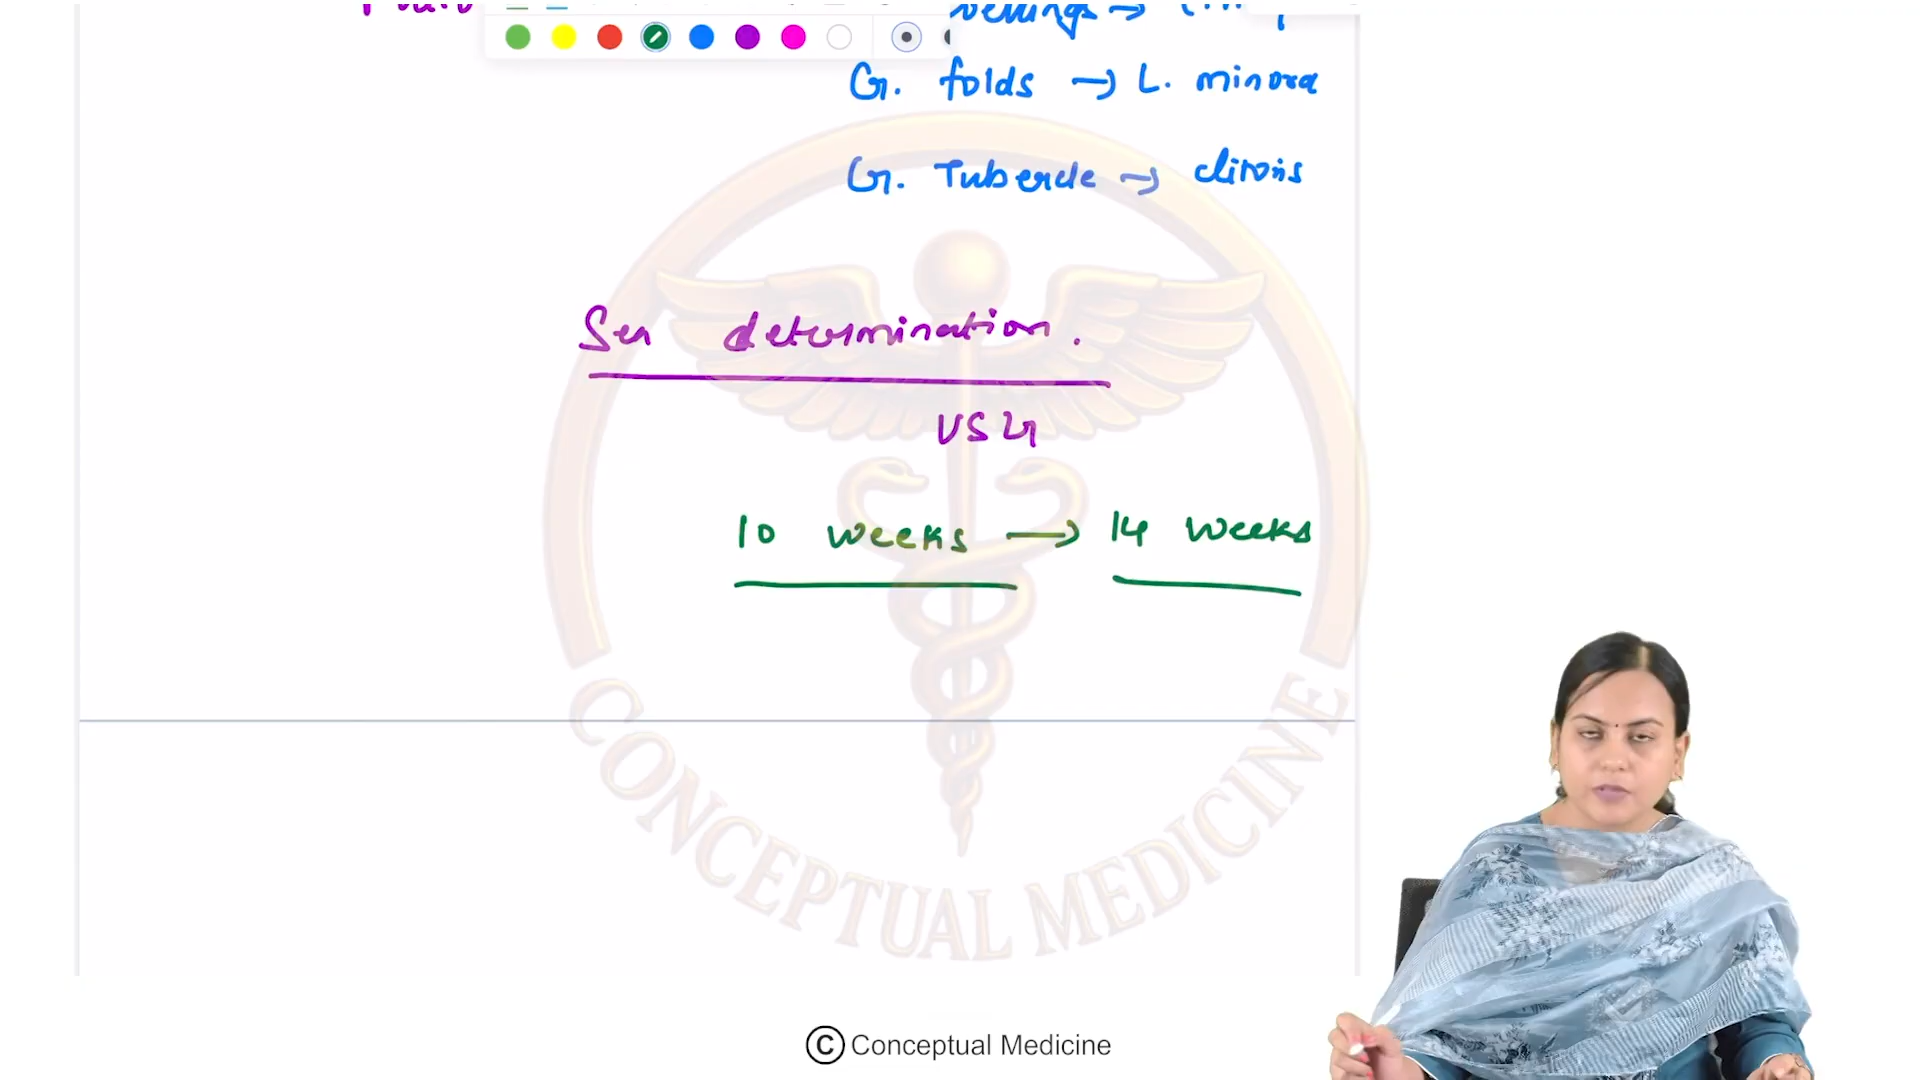 G. folds → L. minora
G. Tubercle → clitoris
Sex determination.
USG
10 weeks → 14 weeks
CONCEPTUAL MEDICINE
© Conceptual Medicine